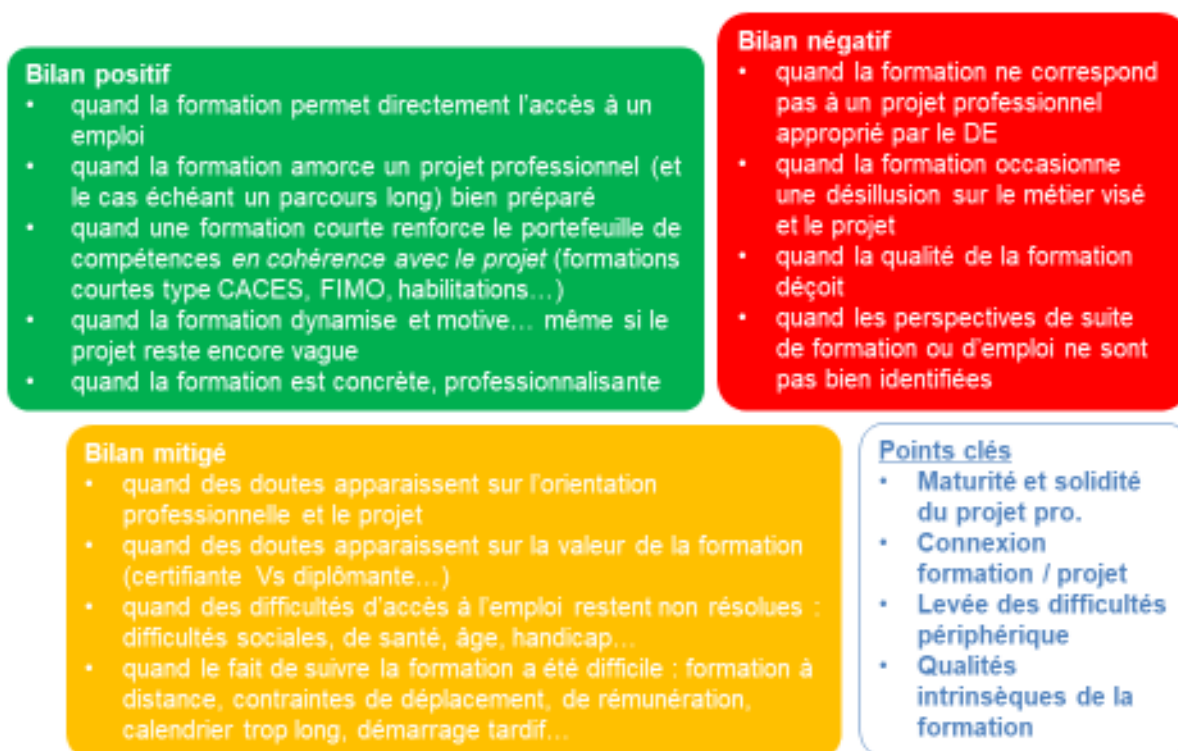 Bilan positif
• quand la formation permet directement l'accès à un
emploi
• quand la formation amorce un projet professionnel (et
le cas échéant un parcours long) bien préparé
• quand une formation courte renforce le portefeuille de
compétences en cohérence avec le projet (formations
courtes type CACES, FIMO, habilitations…)
• quand la formation dynamise et motive… même si le
projet reste encore vague
• quand la formation est concrète, professionnalisante
Bilan négatif
• quand la formation ne correspond
pas à un projet professionnel
approprié par le DE
• quand la formation occasionne
une désillusion sur le métier visé
et le projet
• quand la qualité de la formation
déçoit
• quand les perspectives de suite
de formation ou d'emploi ne sont
pas bien identifiées
Bilan mitigé
• quand des doutes apparaissent sur l'orientation
professionnelle et le projet
• quand des doutes apparaissent sur la valeur de la formation
(certifiante Vs diplômante…)
• quand des difficultés d'accès à l'emploi restent non résolues :
difficultés sociales, de santé, âge, handicap…
• quand le fait de suivre la formation a été difficile : formation à
distance, contraintes de déplacement, de rémunération,
calendrier trop long, démarrage tardif…
Points clés
• Maturité et solidité
du projet pro.
• Connexion
formation / projet
• Levée des difficultés
périphérique
• Qualités
intrinsèques de la
formation